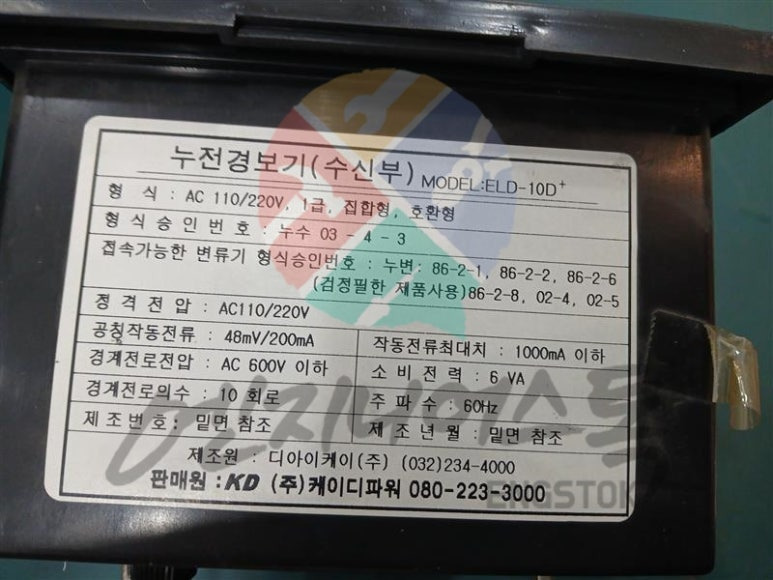 누전경보기(수신부) MODEL:ELD-10D+
형 식 : AC 110/220V, 1급, 집합형, 호환형
형 식 승 인 번 호 : 누수 03 - 4 - 3
접속가능한 변류기 형식승인번호 : 누변: 86-2-1, 86-2-2, 86-2-6
(검정필한 제품사용)86-2-8, 02-4, 02-5
정 격 전 압 : AC110/220V
공칭작동전류 : 48mV/200mA
작동전류최대치 : 1000mA 이하
경계전로전압 : AC 600V 이하
소 비 전 력 : 6 VA
경계전로의수 : 10 회로
주 파 수 : 60Hz
제 조 번 호: 밑면 참조
제 조 년 월 : 밑면 참조
제조원 : 디아이케이(주) (032)234-4000
판매원 : KD (주)케이디파워 080-223-3000
엔지니어스톡
ENGSTOK